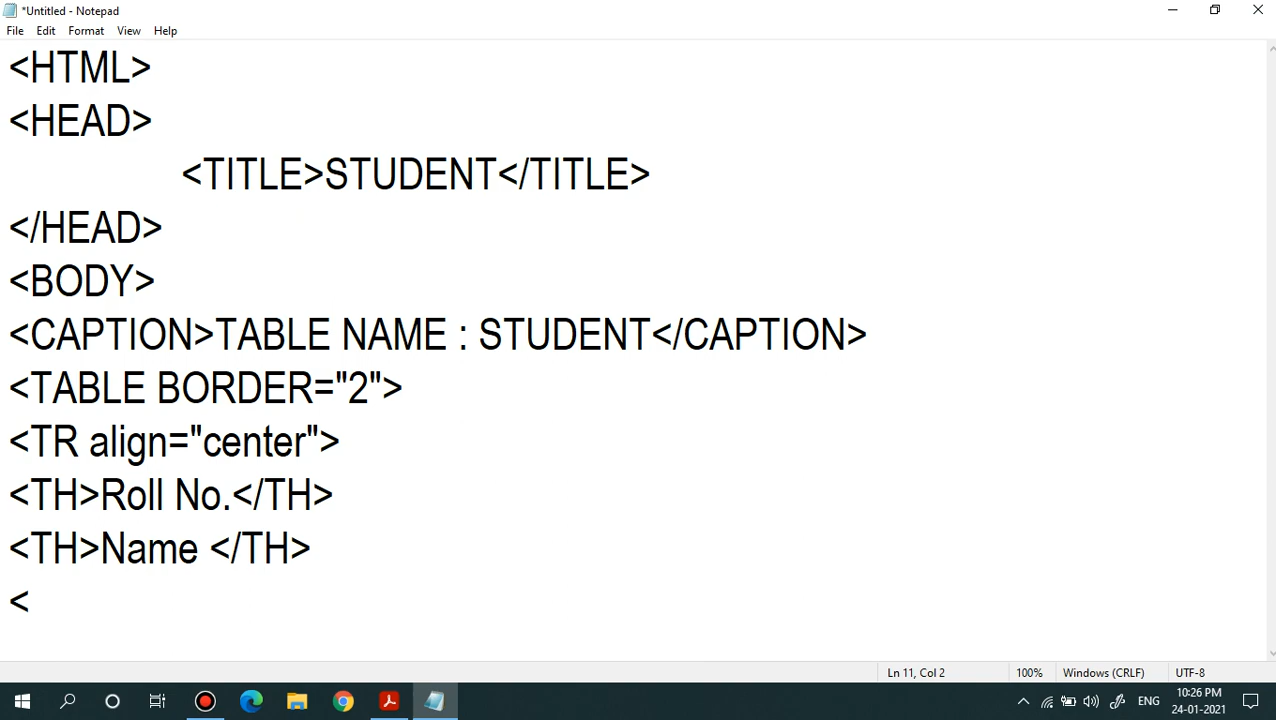 *Untitled - Notepad
File Edit Format View Help
<HTML>
<HEAD>
<TITLE>STUDENT</TITLE>
</HEAD>
<BODY>
<CAPTION>TABLE NAME : STUDENT</CAPTION>
<TABLE BORDER="2">
<TR align="center">
<TH>Roll No.</TH>
<TH>Name </TH>
<
Ln 11, Col 2 100% Windows (CRLF) UTF-8
ENG 10:26 PM
24-01-2021